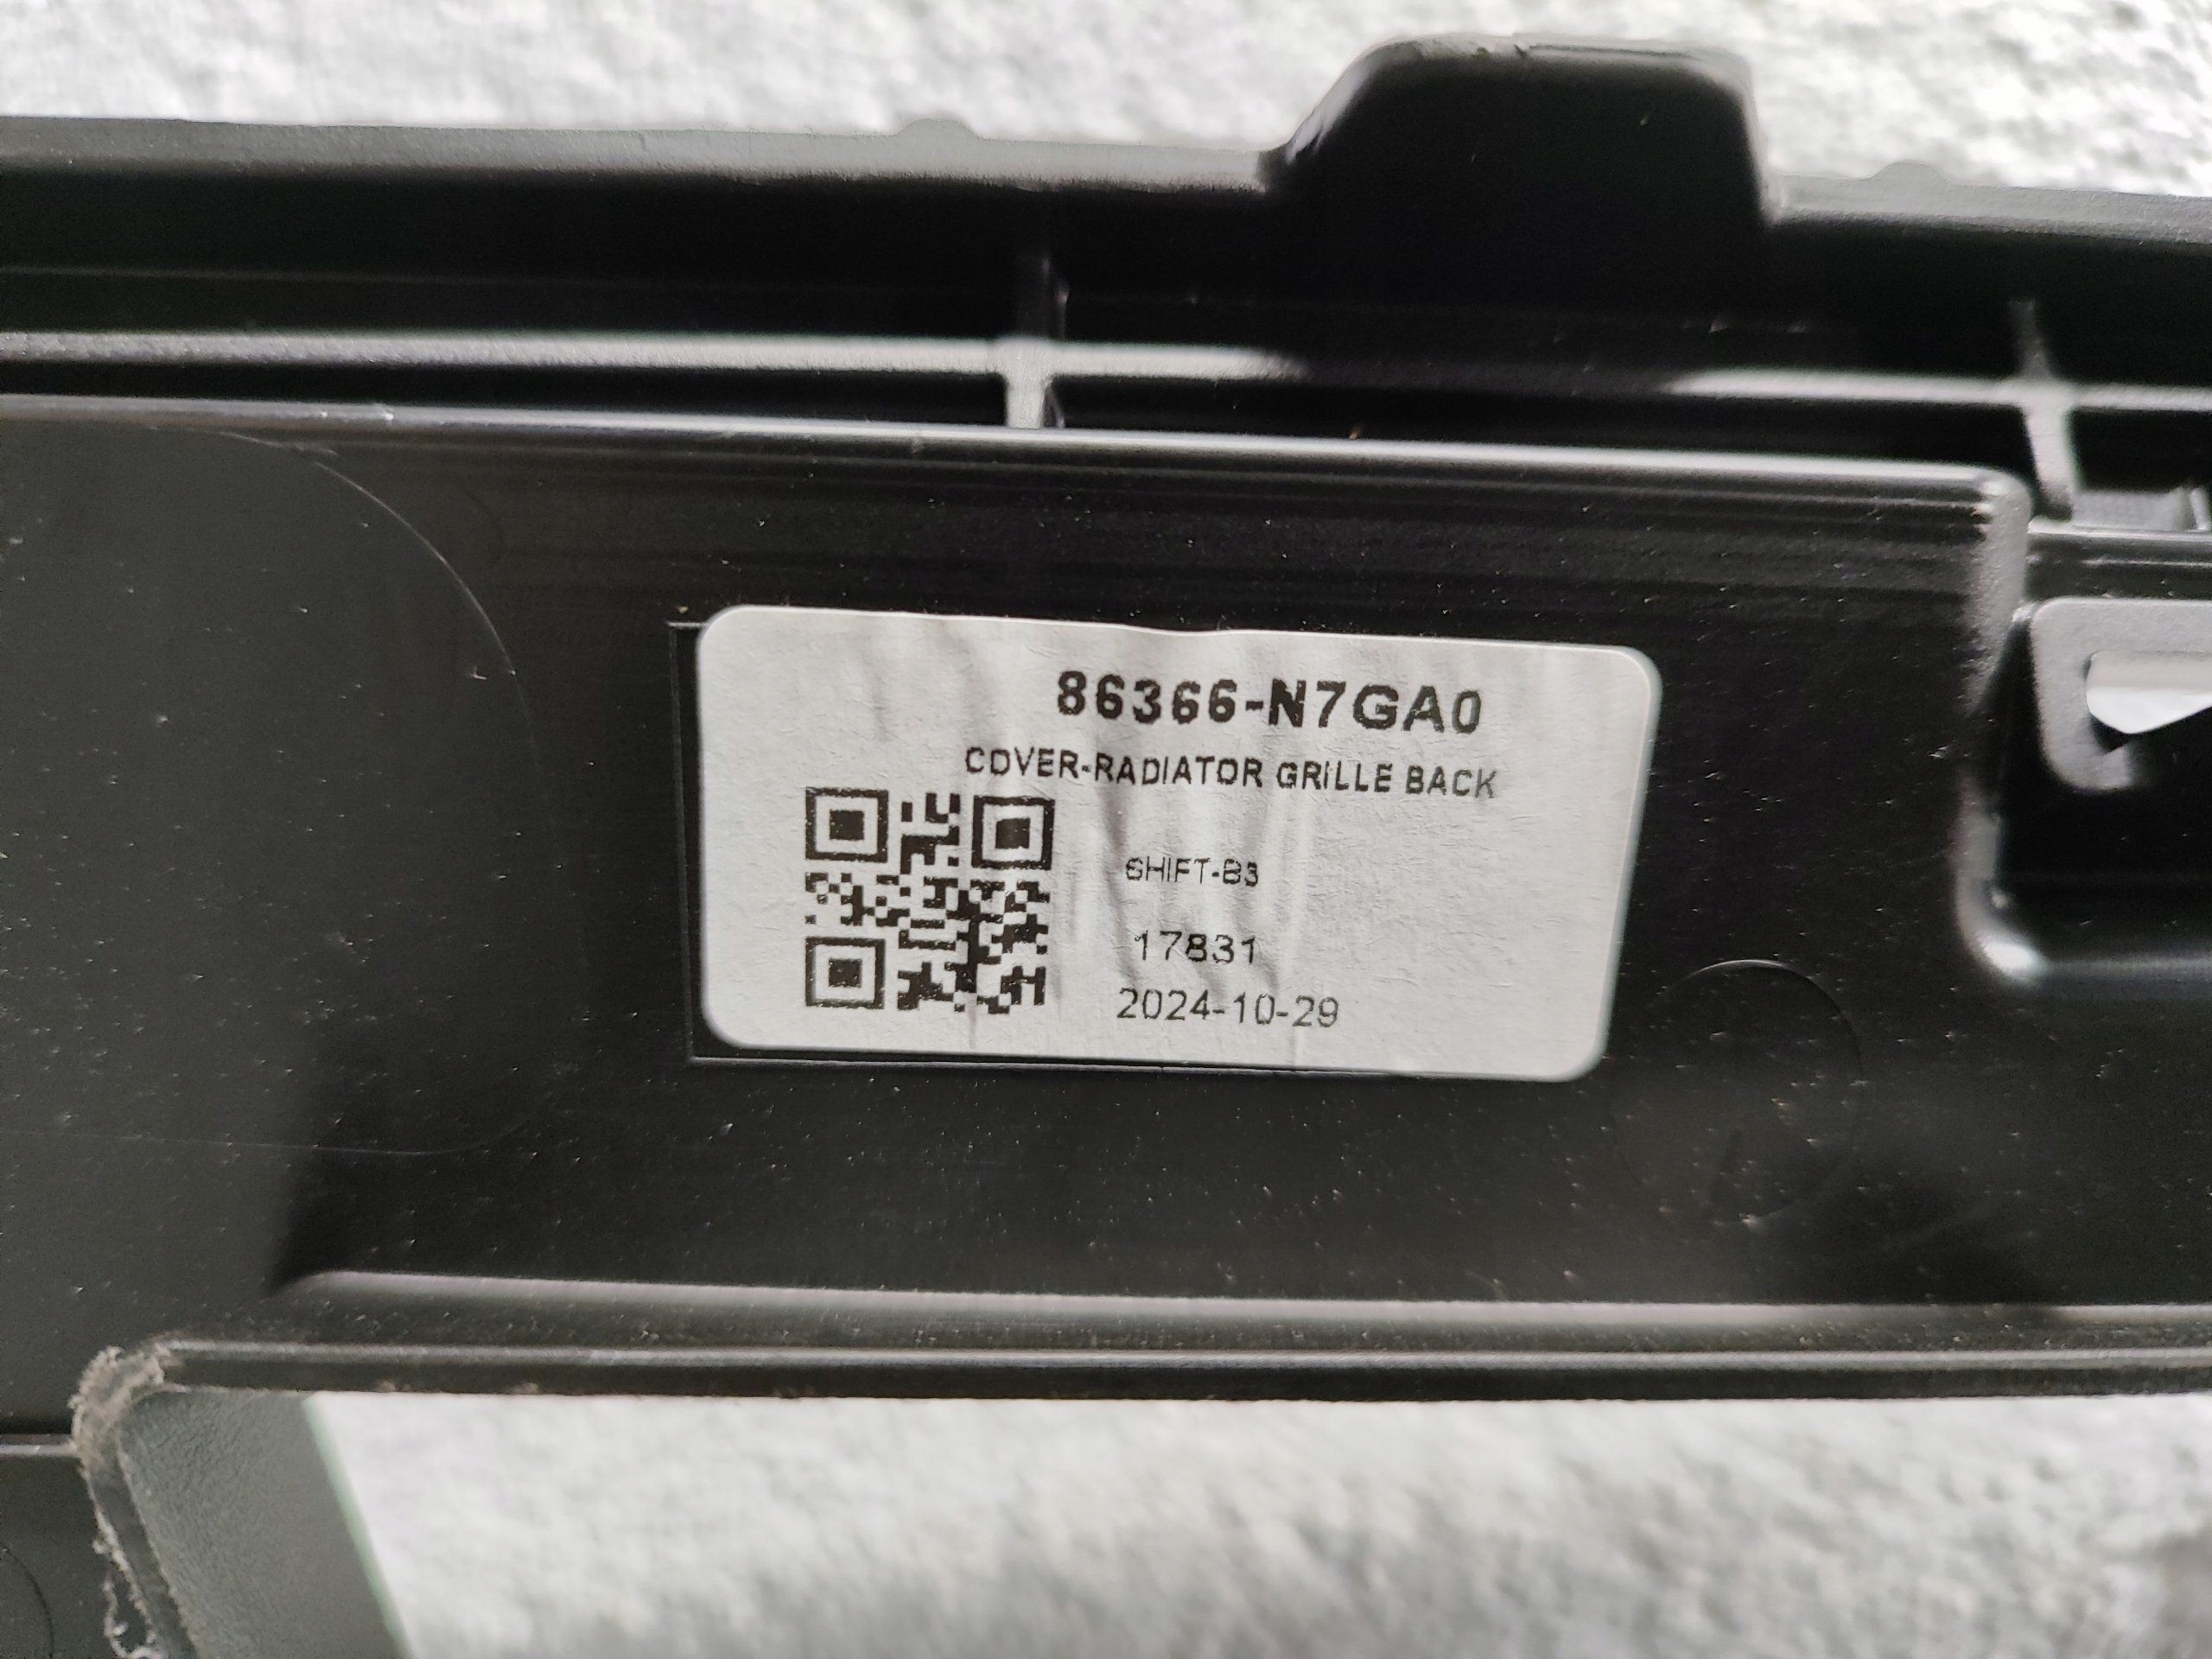 86366-N7GA0
COVER-RADIATOR GRILLE BACK
SHIFT-B3
17831
2024-10-29